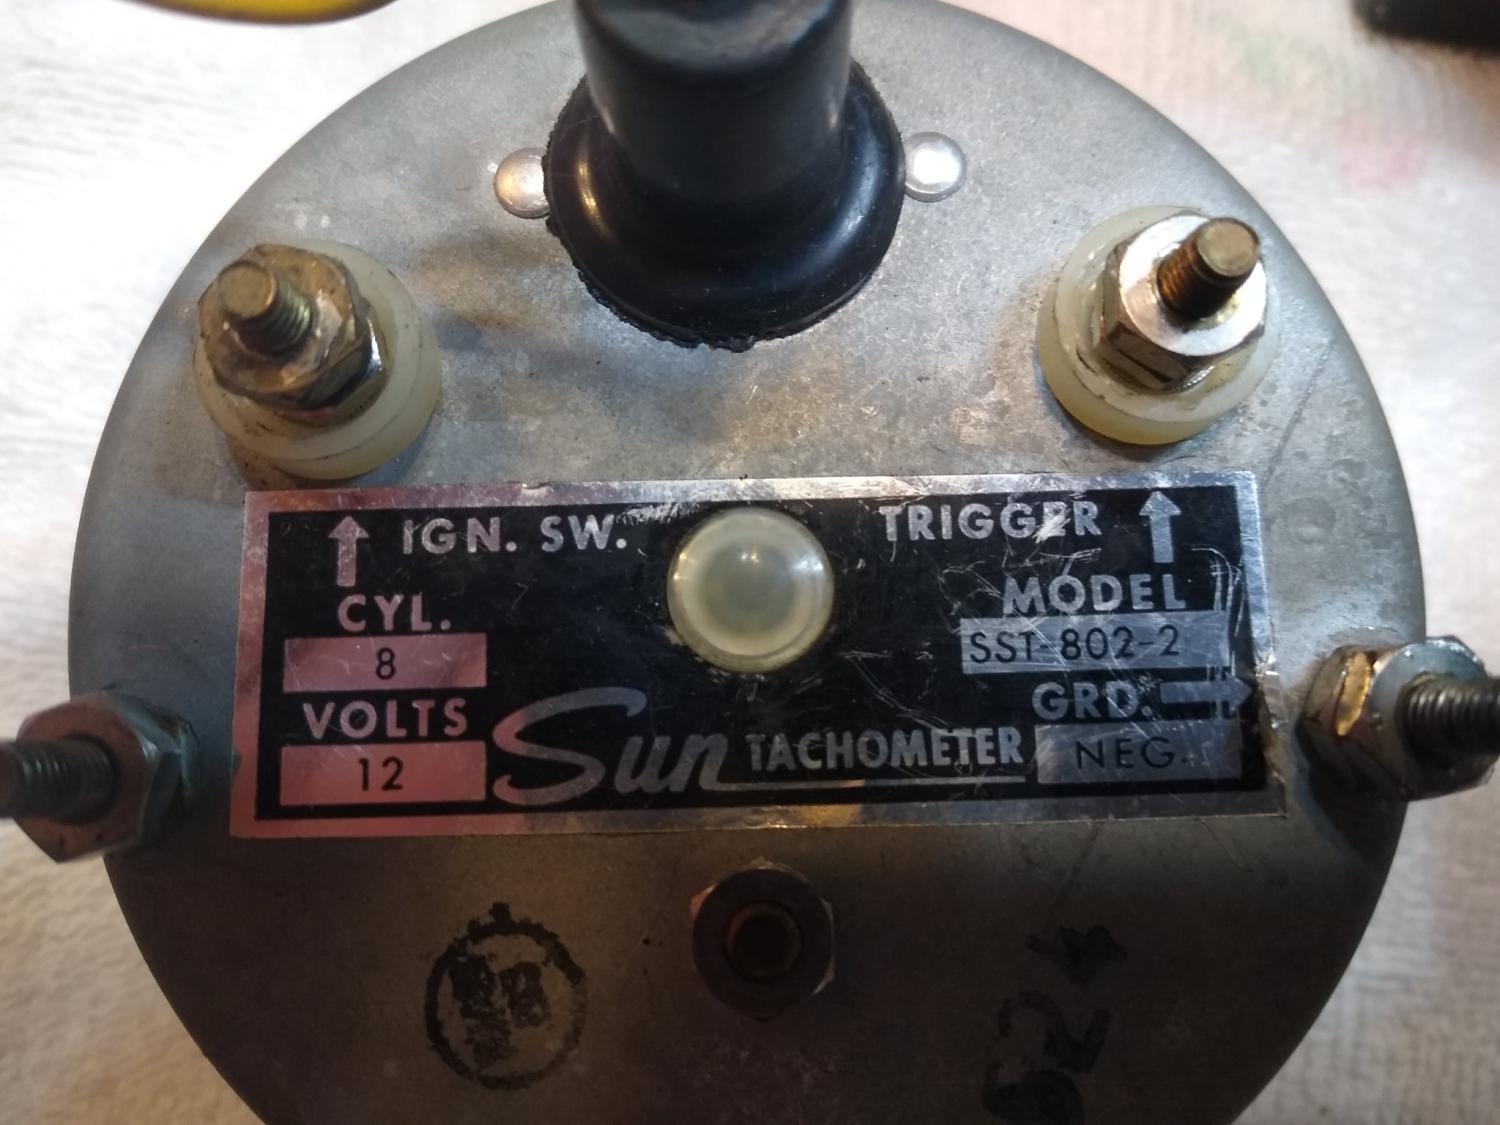 ↑ IGN. SW.
TRIGGER ↑
CYL.
8
MODEL
SST-802-2
VOLTS
12
GRD. →
NEG.
Sun TACHOMETER